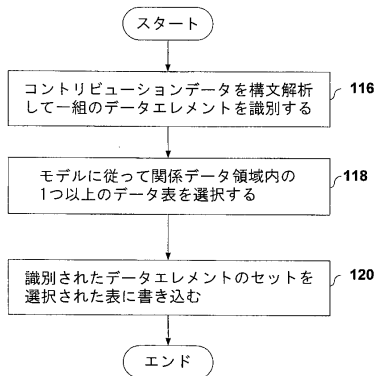 スタート
コントリビューションデータを構文解析
して一組のデータエレメントを識別する
116
モデルに従って関係データ領域内の
1つ以上のデータ表を選択する
118
識別されたデータエレメントのセットを
選択された表に書き込む
120
エンド